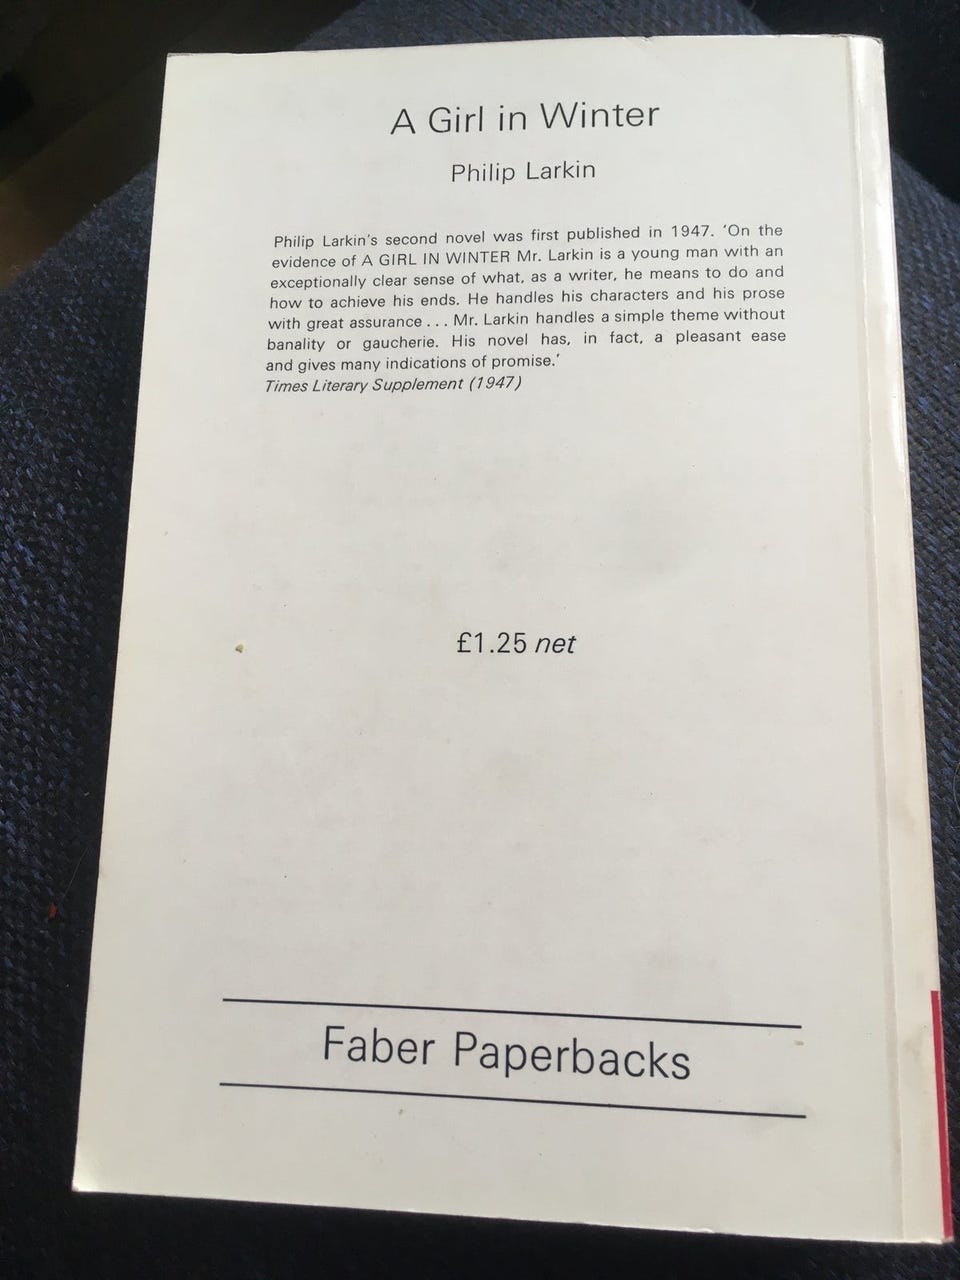 A Girl in Winter
Philip Larkin
Philip Larkin's second novel was first published in 1947. 'On the
evidence of A GIRL IN WINTER Mr. Larkin is a young man with an
exceptionally clear sense of what, as a writer, he means to do and
how to achieve his ends. He handles his characters and his prose
with great assurance ... Mr. Larkin handles a simple theme without
banality or gaucherie. His novel has, in fact, a pleasant ease
and gives many indications of promise.'
Times Literary Supplement (1947)
£1.25 net
Faber Paperbacks